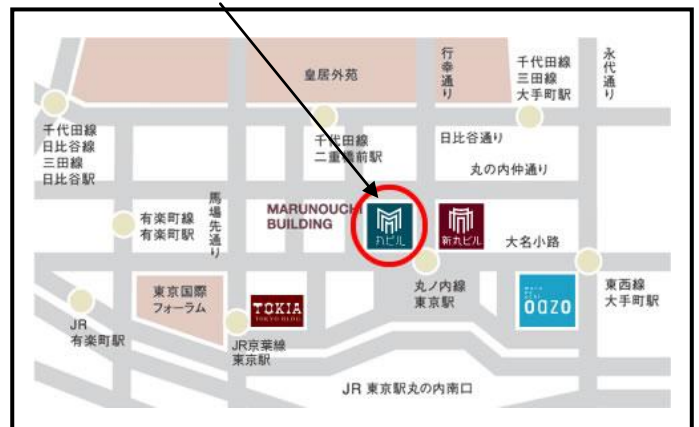 皇居外苑
行幸通り
千代田線
三田線
大手町駅
永代通り
千代田線
日比谷線
三田線
日比谷駅
千代田線
二重橋前駅
日比谷通り
丸の内仲通り
馬場先通り
有楽町線
有楽町駅
MARUNOUCHI
BUILDING
丸ビル
新丸ビル
大名小路
東京国際
フォーラム
TOKIA
TOKYO BLDG
丸ノ内線
東京駅
oazo
東西線
大手町駅
JR
有楽町駅
JR京葉線
東京駅
JR 東京駅丸の内南口